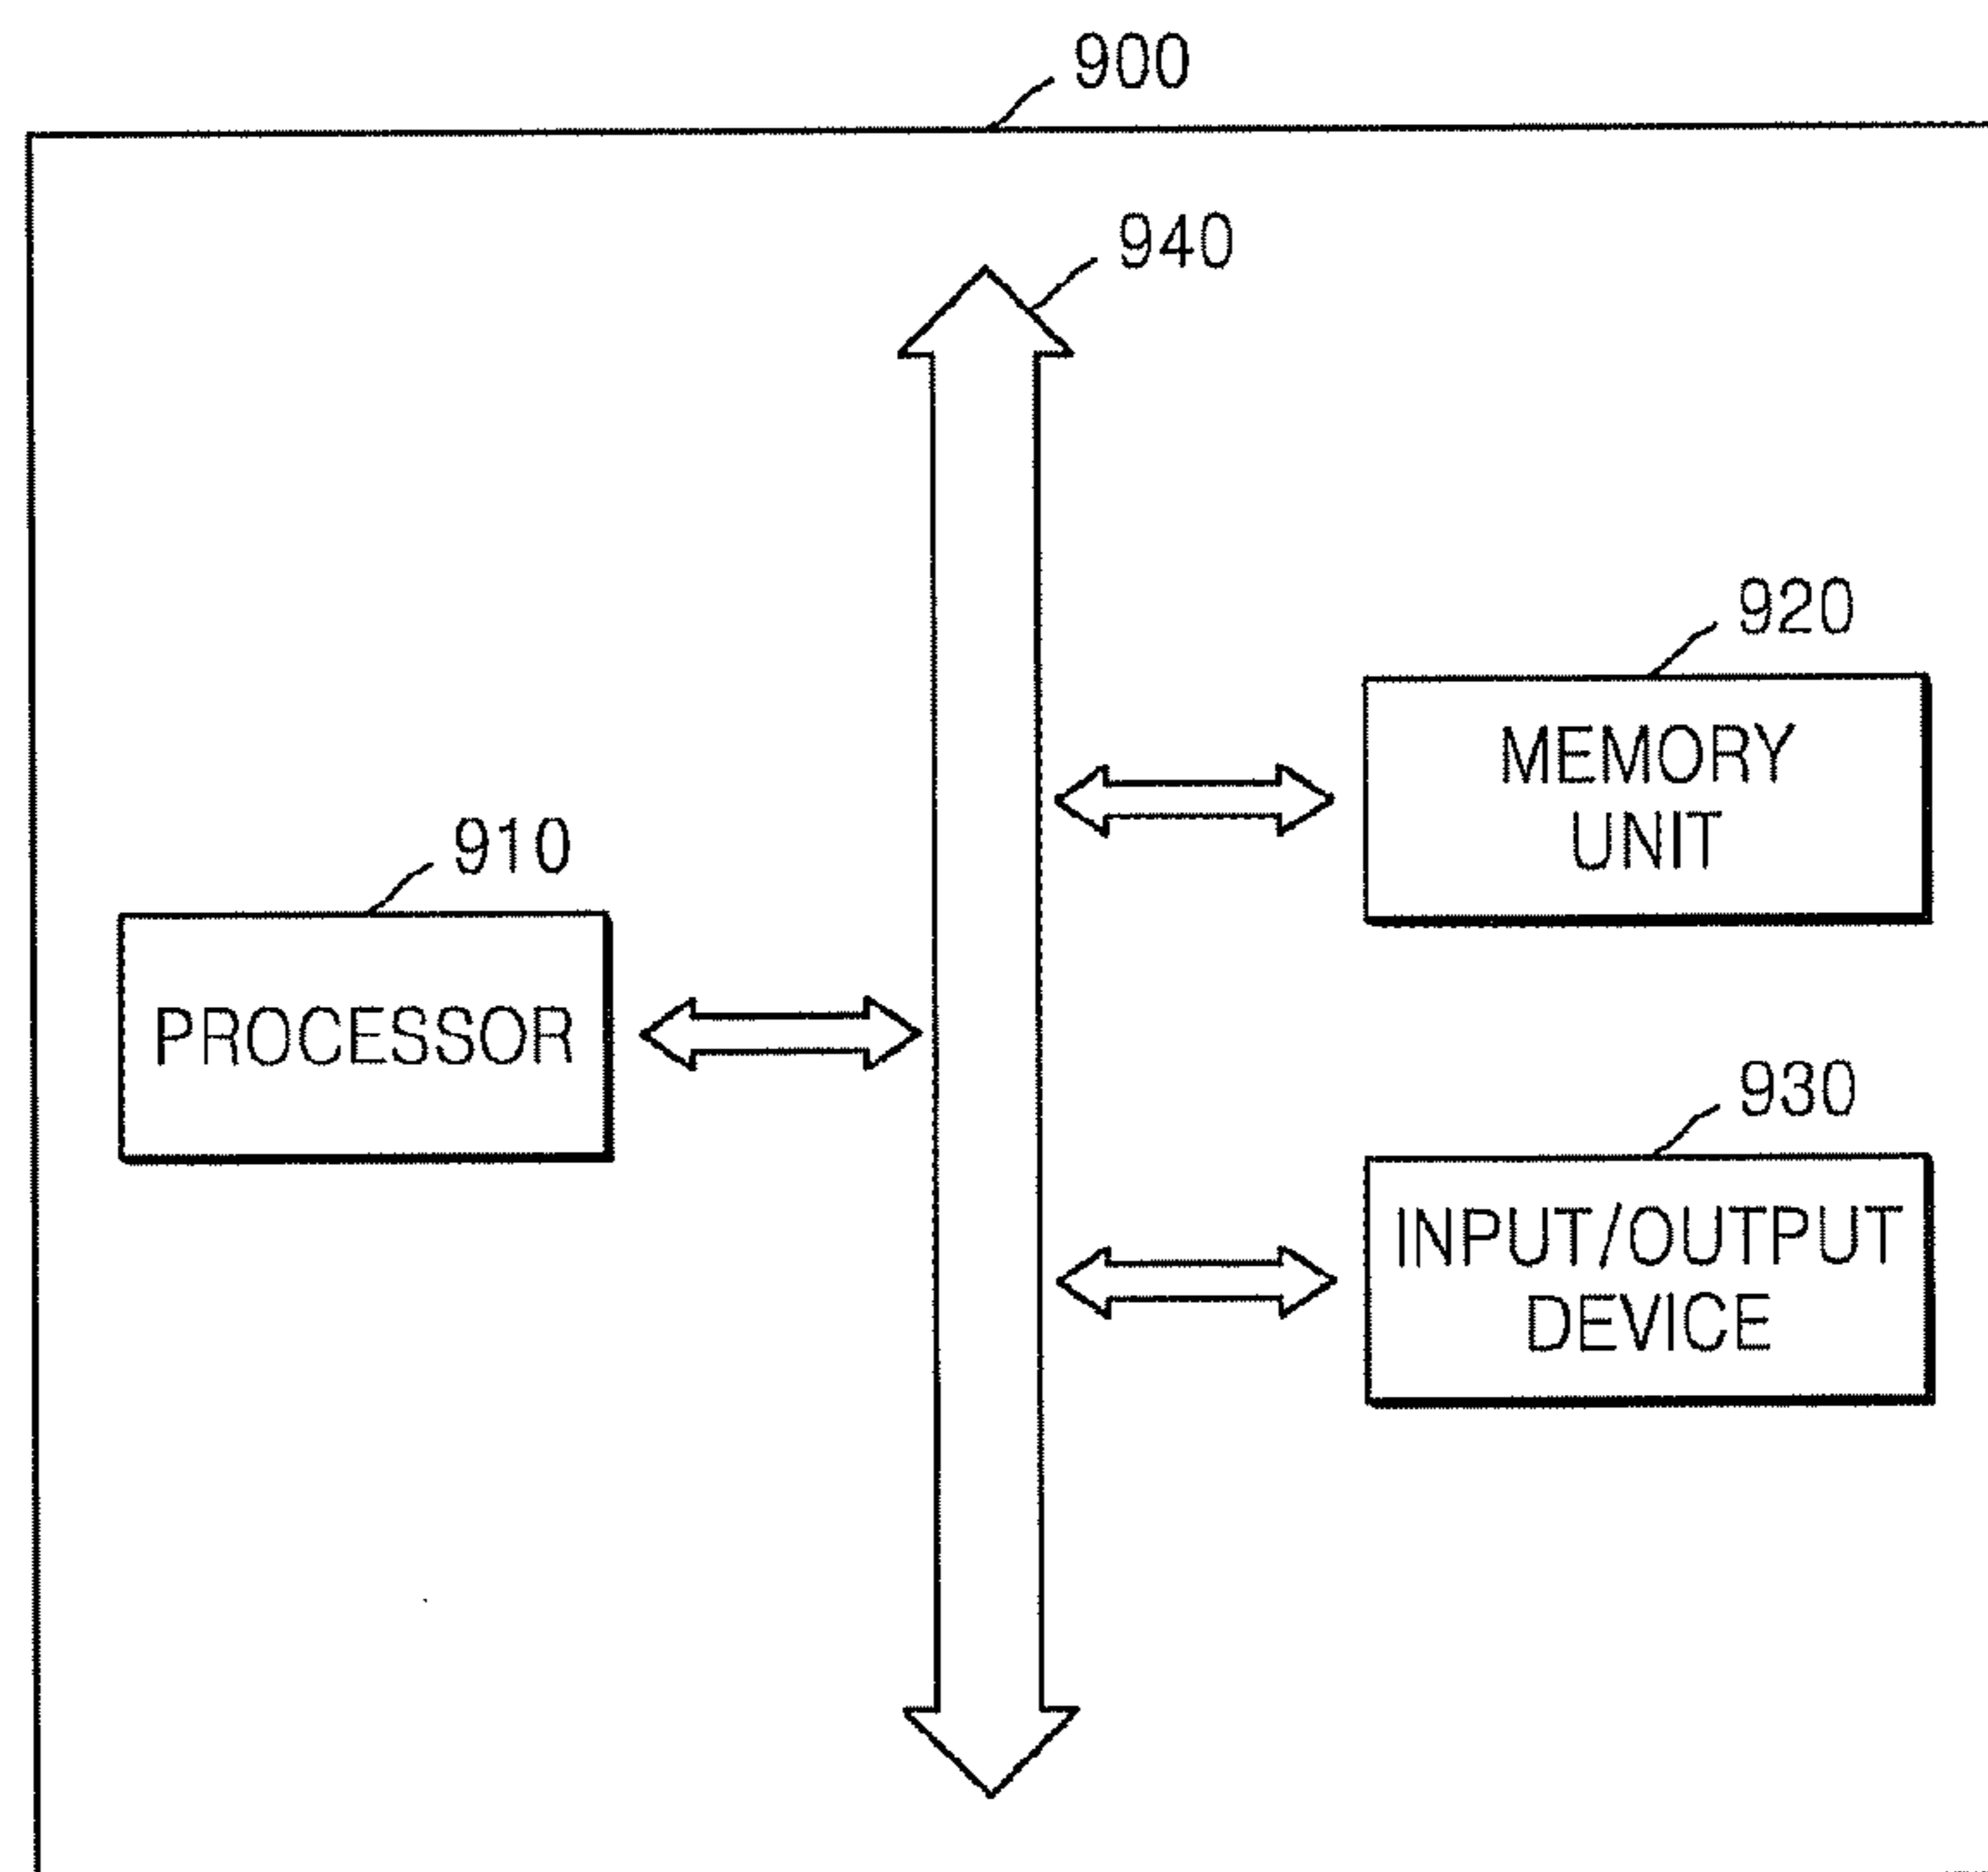 900
940
920
MEMORY
UNIT
910
PROCESSOR
930
INPUT/OUTPUT
DEVICE